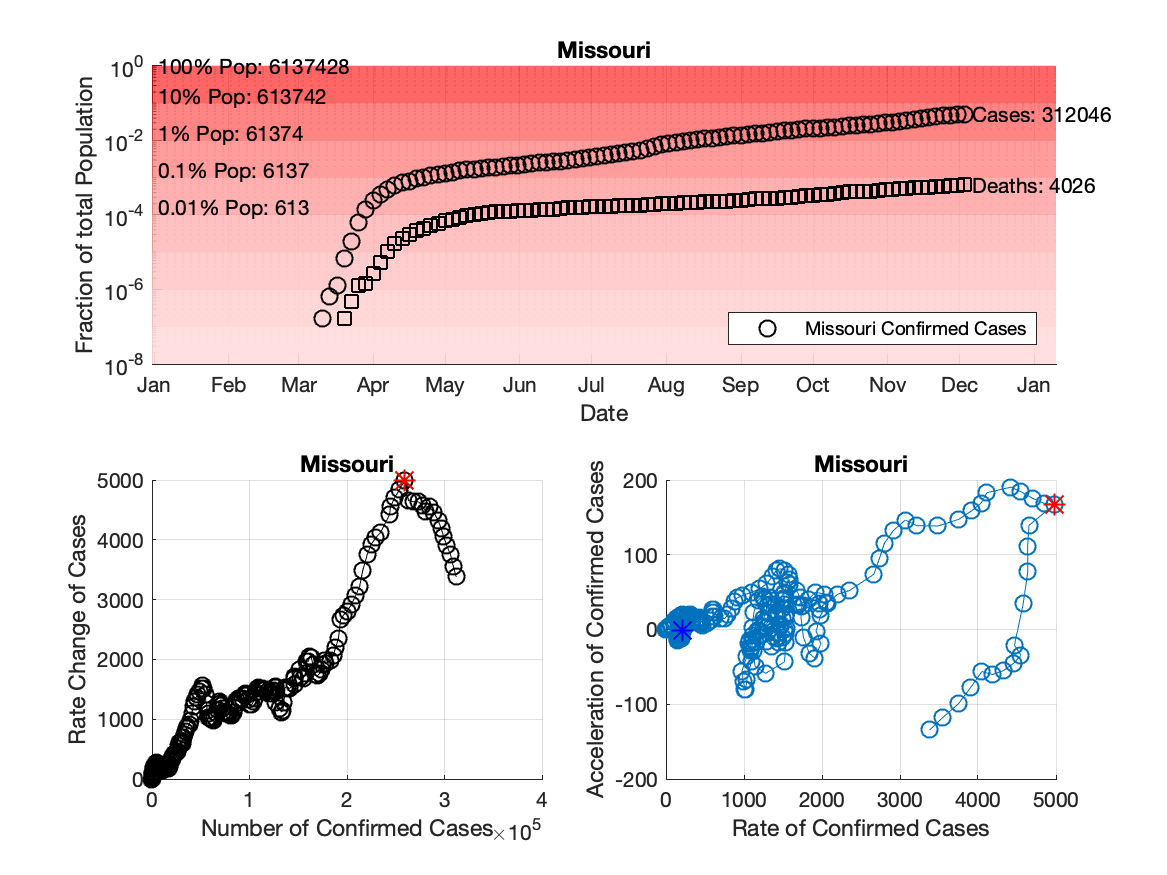 Missouri
10^0
10^-2
10^-4
10^-6
10^-8
Fraction of total Population
100% Pop: 6137428
10% Pop: 613742
1% Pop: 61374
0.1% Pop: 6137
0.01% Pop: 613
Cases: 312046
Deaths: 4026
Missouri Confirmed Cases
Jan Feb Mar Apr May Jun Jul Aug Sep Oct Nov Dec Jan
Date
Missouri
5000
4000
3000
2000
1000
0
Rate Change of Cases
0 1 2 3 4
Number of Confirmed Cases ×10^5
Missouri
200
100
0
-100
-200
Acceleration of Confirmed Cases
0 1000 2000 3000 4000 5000
Rate of Confirmed Cases